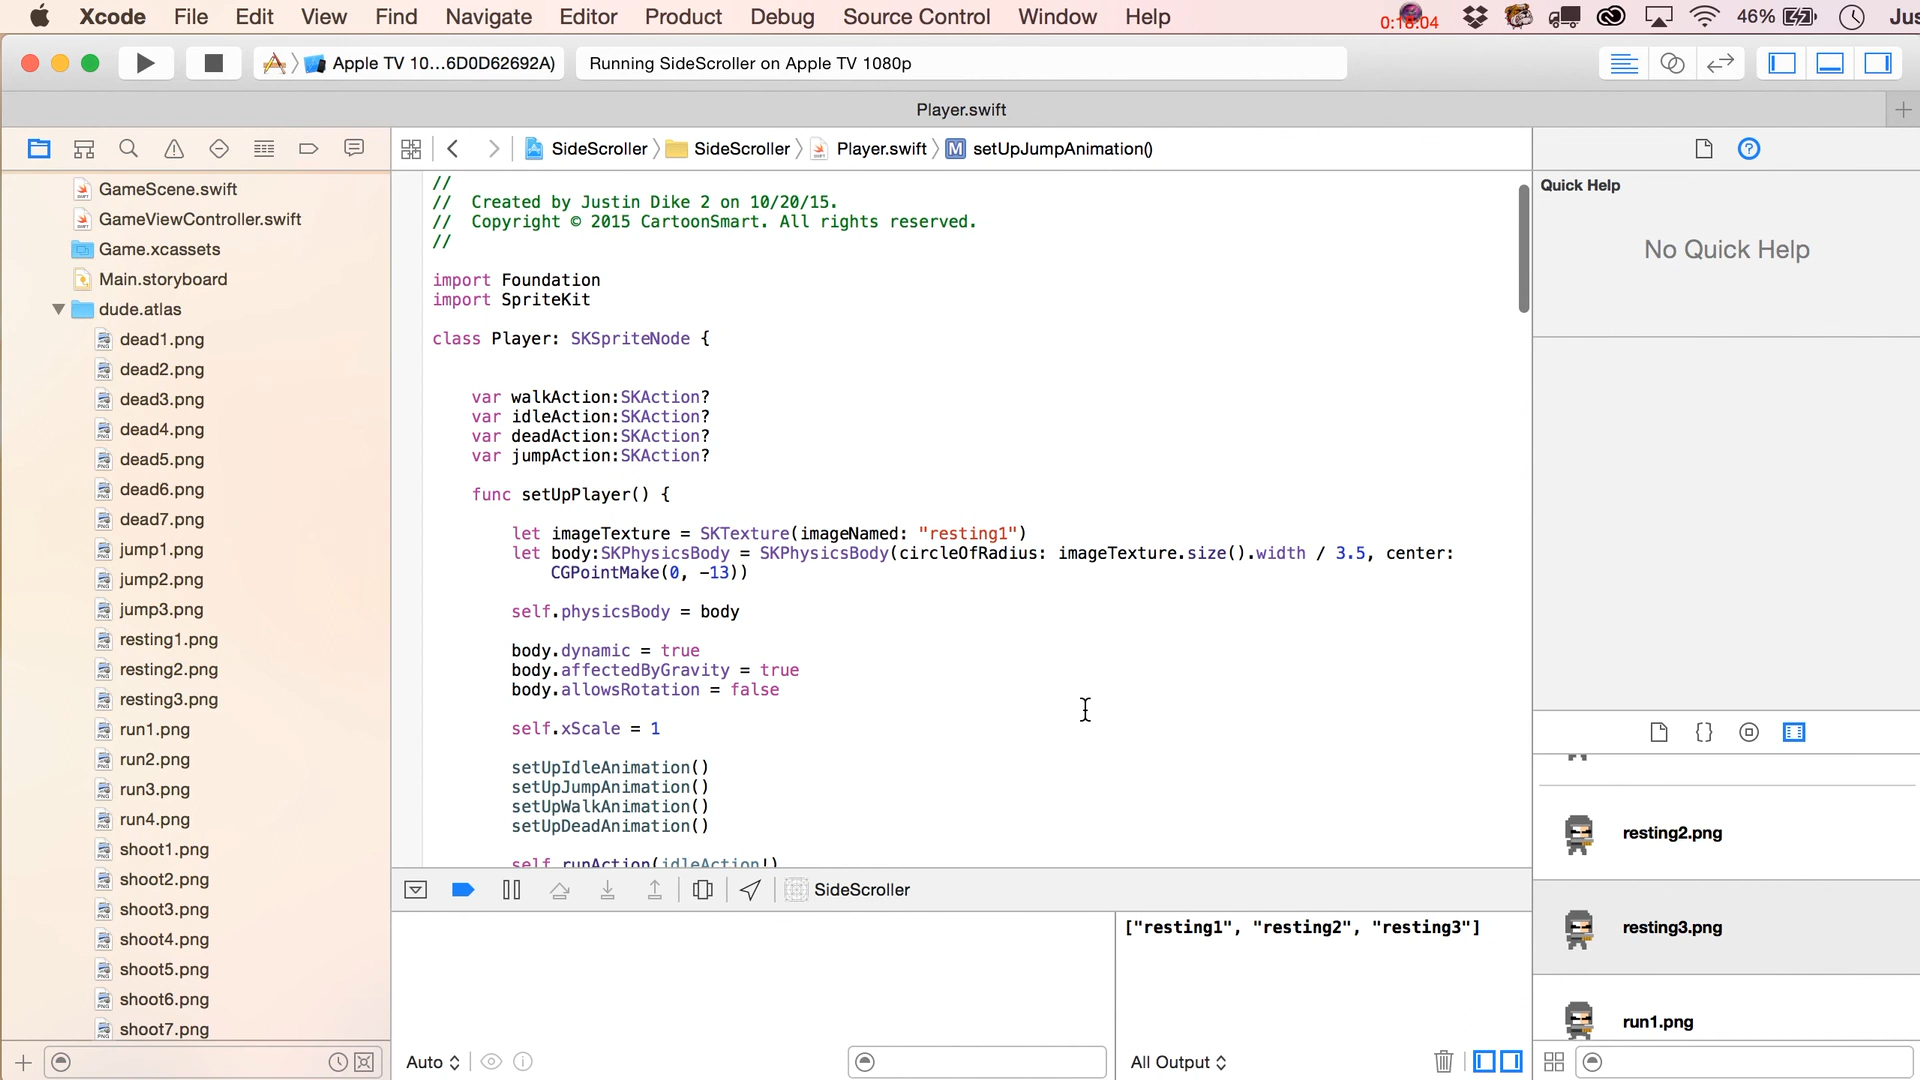 Xcode File Edit View Find Navigate Editor Product Debug Source Control Window Help 0:18:04 46% Jus
Apple TV 10...6D0D62692A) Running SideScroller on Apple TV 1080p
Player.swift
SideScroller SideScroller Player.swift M setUpJumpAnimation()
GameScene.swift
GameViewController.swift
Game.xcassets
Main.storyboard
dude.atlas
dead1.png
dead2.png
dead3.png
dead4.png
dead5.png
dead6.png
dead7.png
jump1.png
jump2.png
jump3.png
resting1.png
resting2.png
resting3.png
run1.png
run2.png
run3.png
run4.png
shoot1.png
shoot2.png
shoot3.png
shoot4.png
shoot5.png
shoot6.png
shoot7.png
//
// Created by Justin Dike 2 on 10/20/15.
// Copyright © 2015 CartoonSmart. All rights reserved.
//
import Foundation
import SpriteKit
class Player: SKSpriteNode {
var walkAction:SKAction?
var idleAction:SKAction?
var deadAction:SKAction?
var jumpAction:SKAction?
func setUpPlayer() {
let imageTexture = SKTexture(imageNamed: "resting1")
let body:SKPhysicsBody = SKPhysicsBody(circleOfRadius: imageTexture.size().width / 3.5, center:
CGPointMake(0, -13))
self.physicsBody = body
body.dynamic = true
body.affectedByGravity = true
body.allowsRotation = false
self.xScale = 1
setUpIdleAnimation()
setUpJumpAnimation()
setUpWalkAnimation()
setUpDeadAnimation()
self.runAction(idleAction!)
SideScroller
["resting1", "resting2", "resting3"]
Auto
All Output
Quick Help
No Quick Help
resting2.png
resting3.png
run1.png